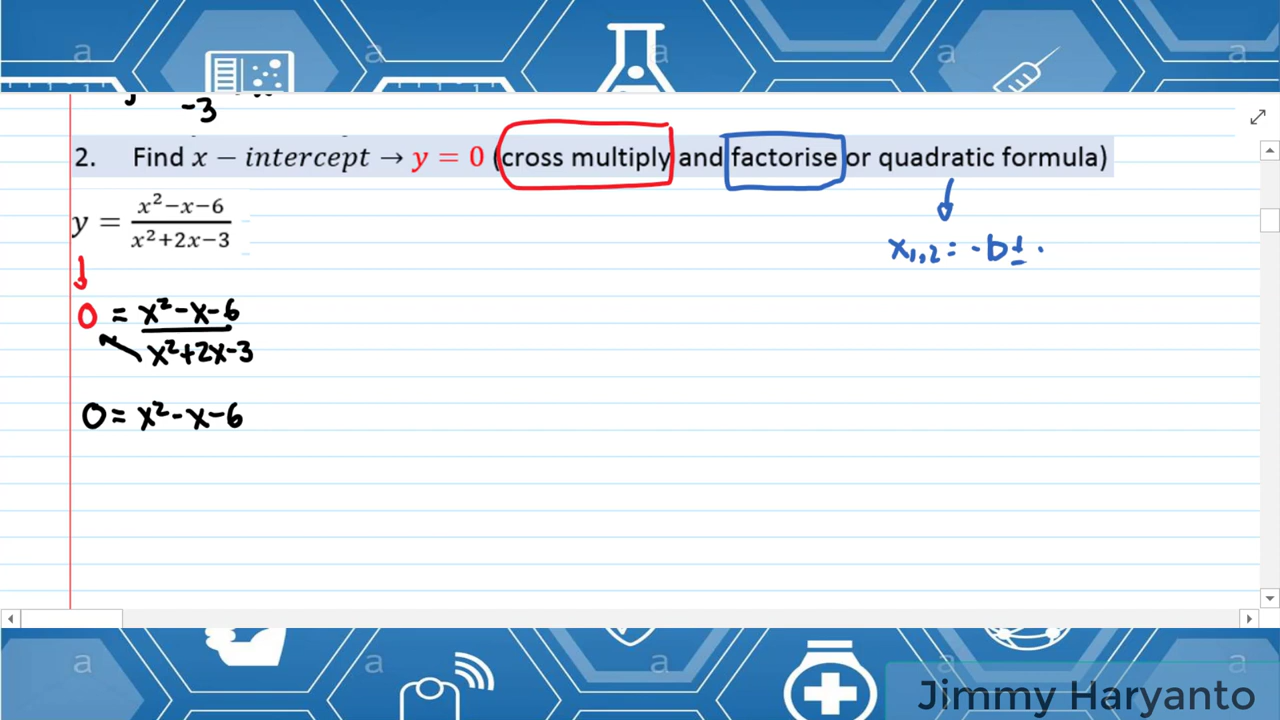 -3
2. Find x − intercept → y = 0 (cross multiply and factorise or quadratic formula)
y = x²−x−6 / x²+2x−3
x₁,₂ = -b ±
0 = x²-x-6 / x²+2x-3
0 = x²-x-6
Jimmy Haryanto